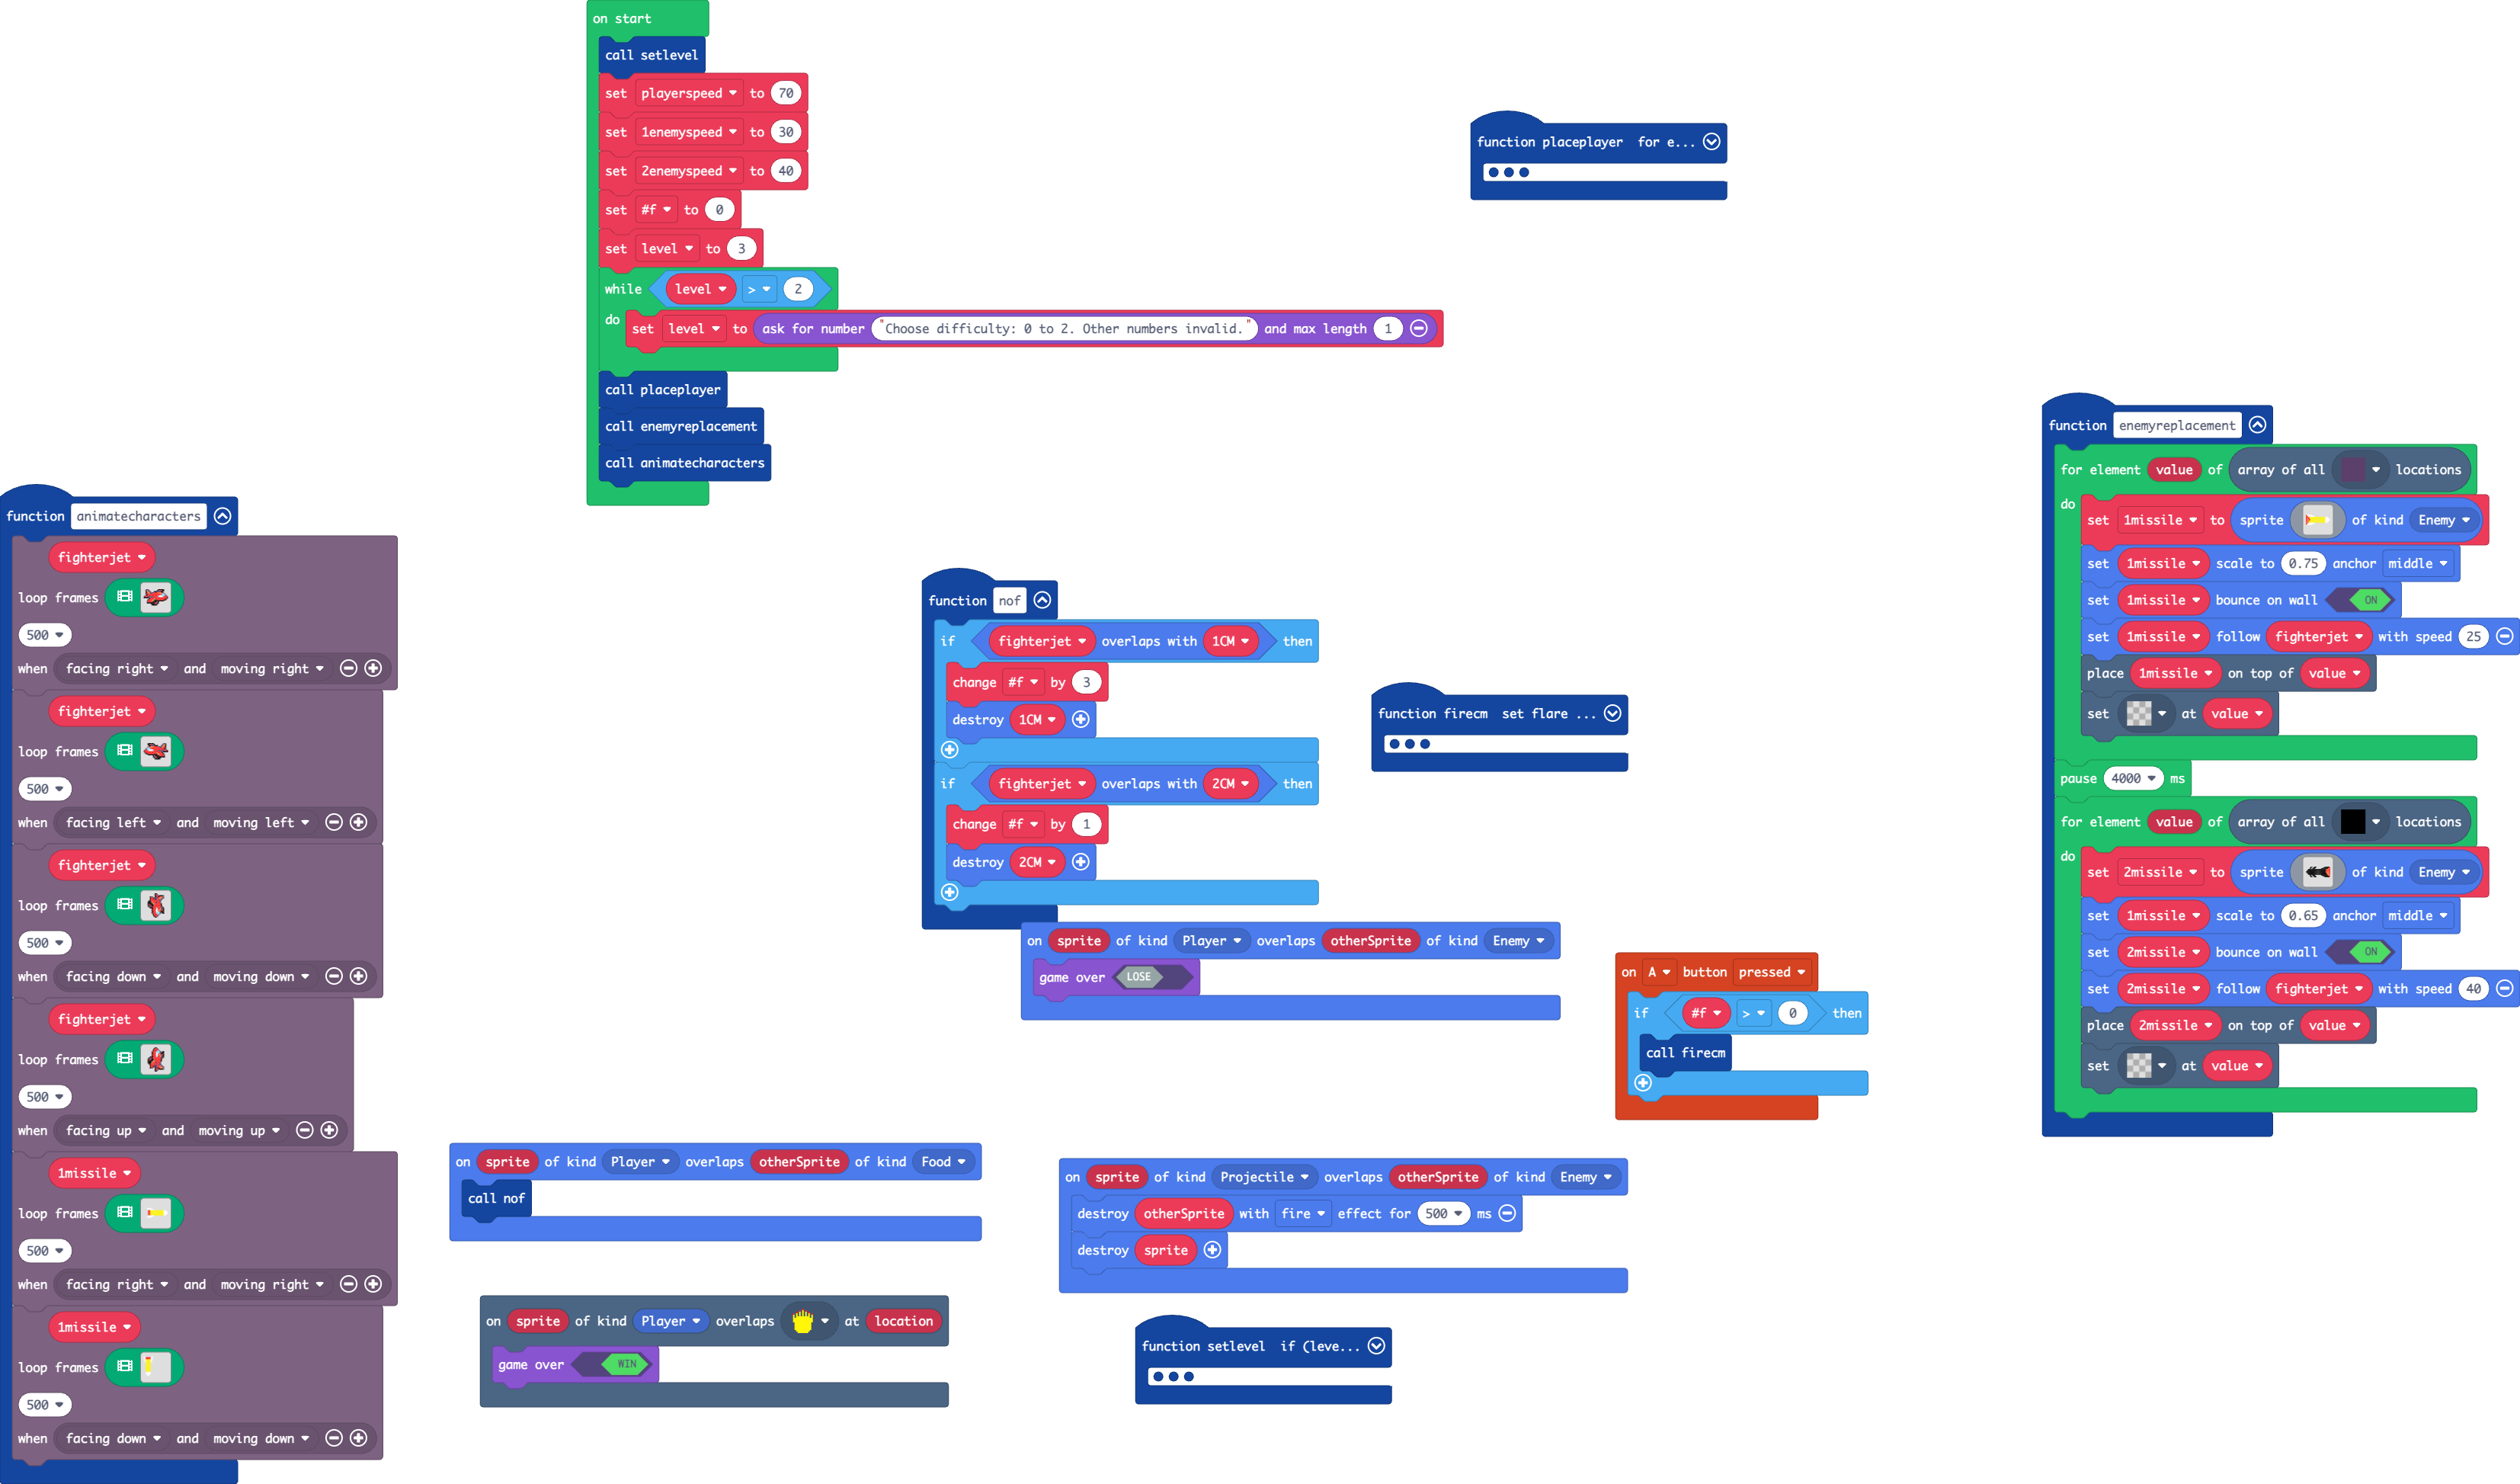 on start
call setlevel
set playerspeed to 70
set 1enemyspeed to 30
set 2enemyspeed to 40
set #f to 0
set level to 3
while level > 2
do set level to ask for number "Choose difficulty: 0 to 2. Other numbers invalid." and max length 1
call placeplayer
call enemyreplacement
call animatecharacters
function placeplayer for e...
function animatecharacters
fighterjet
loop frames
500
when facing right and moving right
fighterjet
loop frames
500
when facing left and moving left
fighterjet
loop frames
500
when facing down and moving down
fighterjet
loop frames
500
when facing up and moving up
1missile
loop frames
500
when facing right and moving right
1missile
loop frames
500
when facing down and moving down
function nof
if fighterjet overlaps with 1CM then
change #f by 3
destroy 1CM
if fighterjet overlaps with 2CM then
change #f by 1
destroy 2CM
function firecm set flare ...
on sprite of kind Player overlaps otherSprite of kind Enemy
game over LOSE
on A button pressed
if #f > 0 then
call firecm
on sprite of kind Player overlaps otherSprite of kind Food
call nof
on sprite of kind Projectile overlaps otherSprite of kind Enemy
destroy otherSprite with fire effect for 500 ms
destroy sprite
on sprite of kind Player overlaps at location
game over WIN
function setlevel if (leve...
function enemyreplacement
for element value of array of all locations
do
set 1missile to sprite of kind Enemy
set 1missile scale to 0.75 anchor middle
set 1missile bounce on wall ON
set 1missile follow fighterjet with speed 25
place 1missile on top of value
set at value
pause 4000 ms
for element value of array of all locations
do
set 2missile to sprite of kind Enemy
set 1missile scale to 0.65 anchor middle
set 2missile bounce on wall ON
set 2missile follow fighterjet with speed 40
place 2missile on top of value
set at value